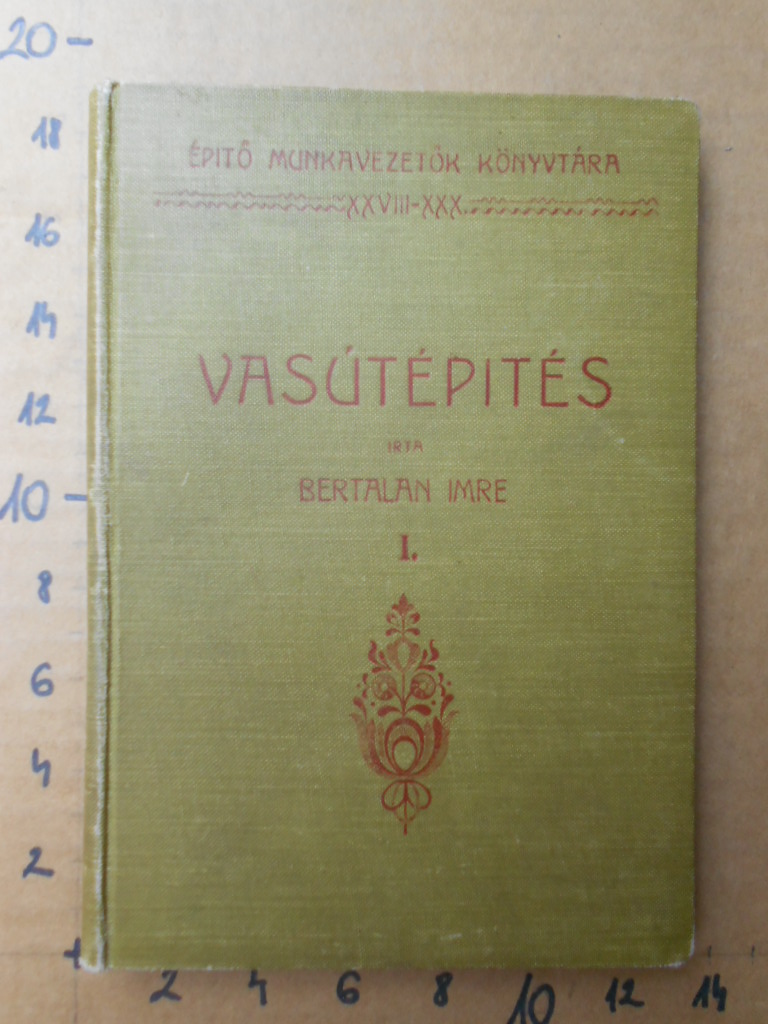 20
18
16
14
12
10
8
6
4
2
ÉPITŐ MUNKAVEZETŐK KÖNYVTÁRA
XXVIII-XXX.
VASÚTÉPITÉS
IRTA
BERTALAN IMRE
I.
2 4 6 8 10 12 14